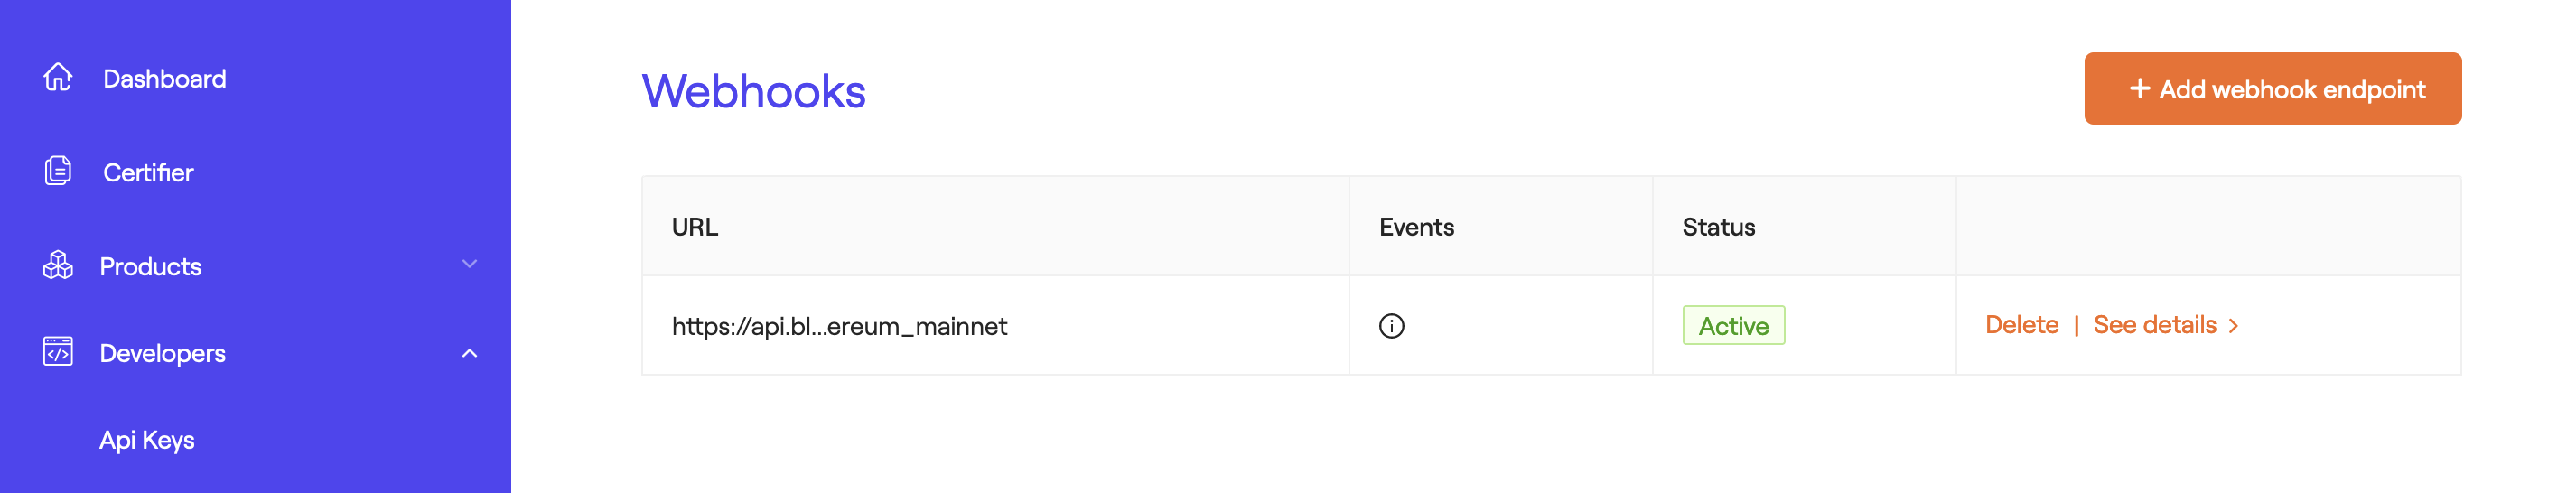 Dashboard
Certifier
Products
Developers
Api Keys
Webhooks
+ Add webhook endpoint
URL Events Status
https://api.bl...ereum_mainnet Active Delete | See details >